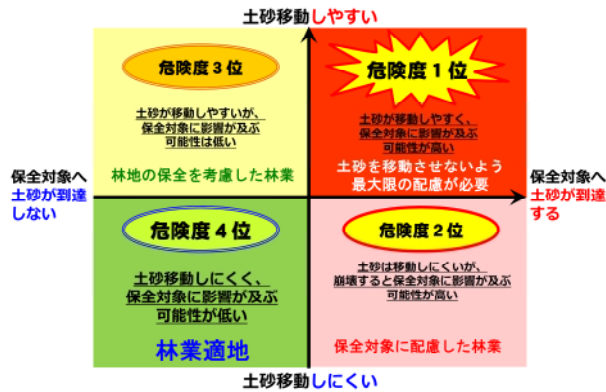 土砂移動しやすい
危険度3位
土砂が移動しやすいが、
保全対象に影響が及ぶ
可能性は低い
林地の保全を考慮した林業
危険度1位
土砂が移動しやすく、
保全対象に影響が及ぶ
可能性が高い
土砂を移動させないよう
最大限の配慮が必要
保全対象へ
土砂が到達
しない
保全対象へ
土砂が到達
する
危険度4位
土砂移動しにくく、
保全対象に影響が及ぶ
可能性が低い
林業適地
危険度2位
土砂は移動しにくいが、
崩壊すると保全対象に影響が及ぶ
可能性が高い
保全対象に配慮した林業
土砂移動しにくい